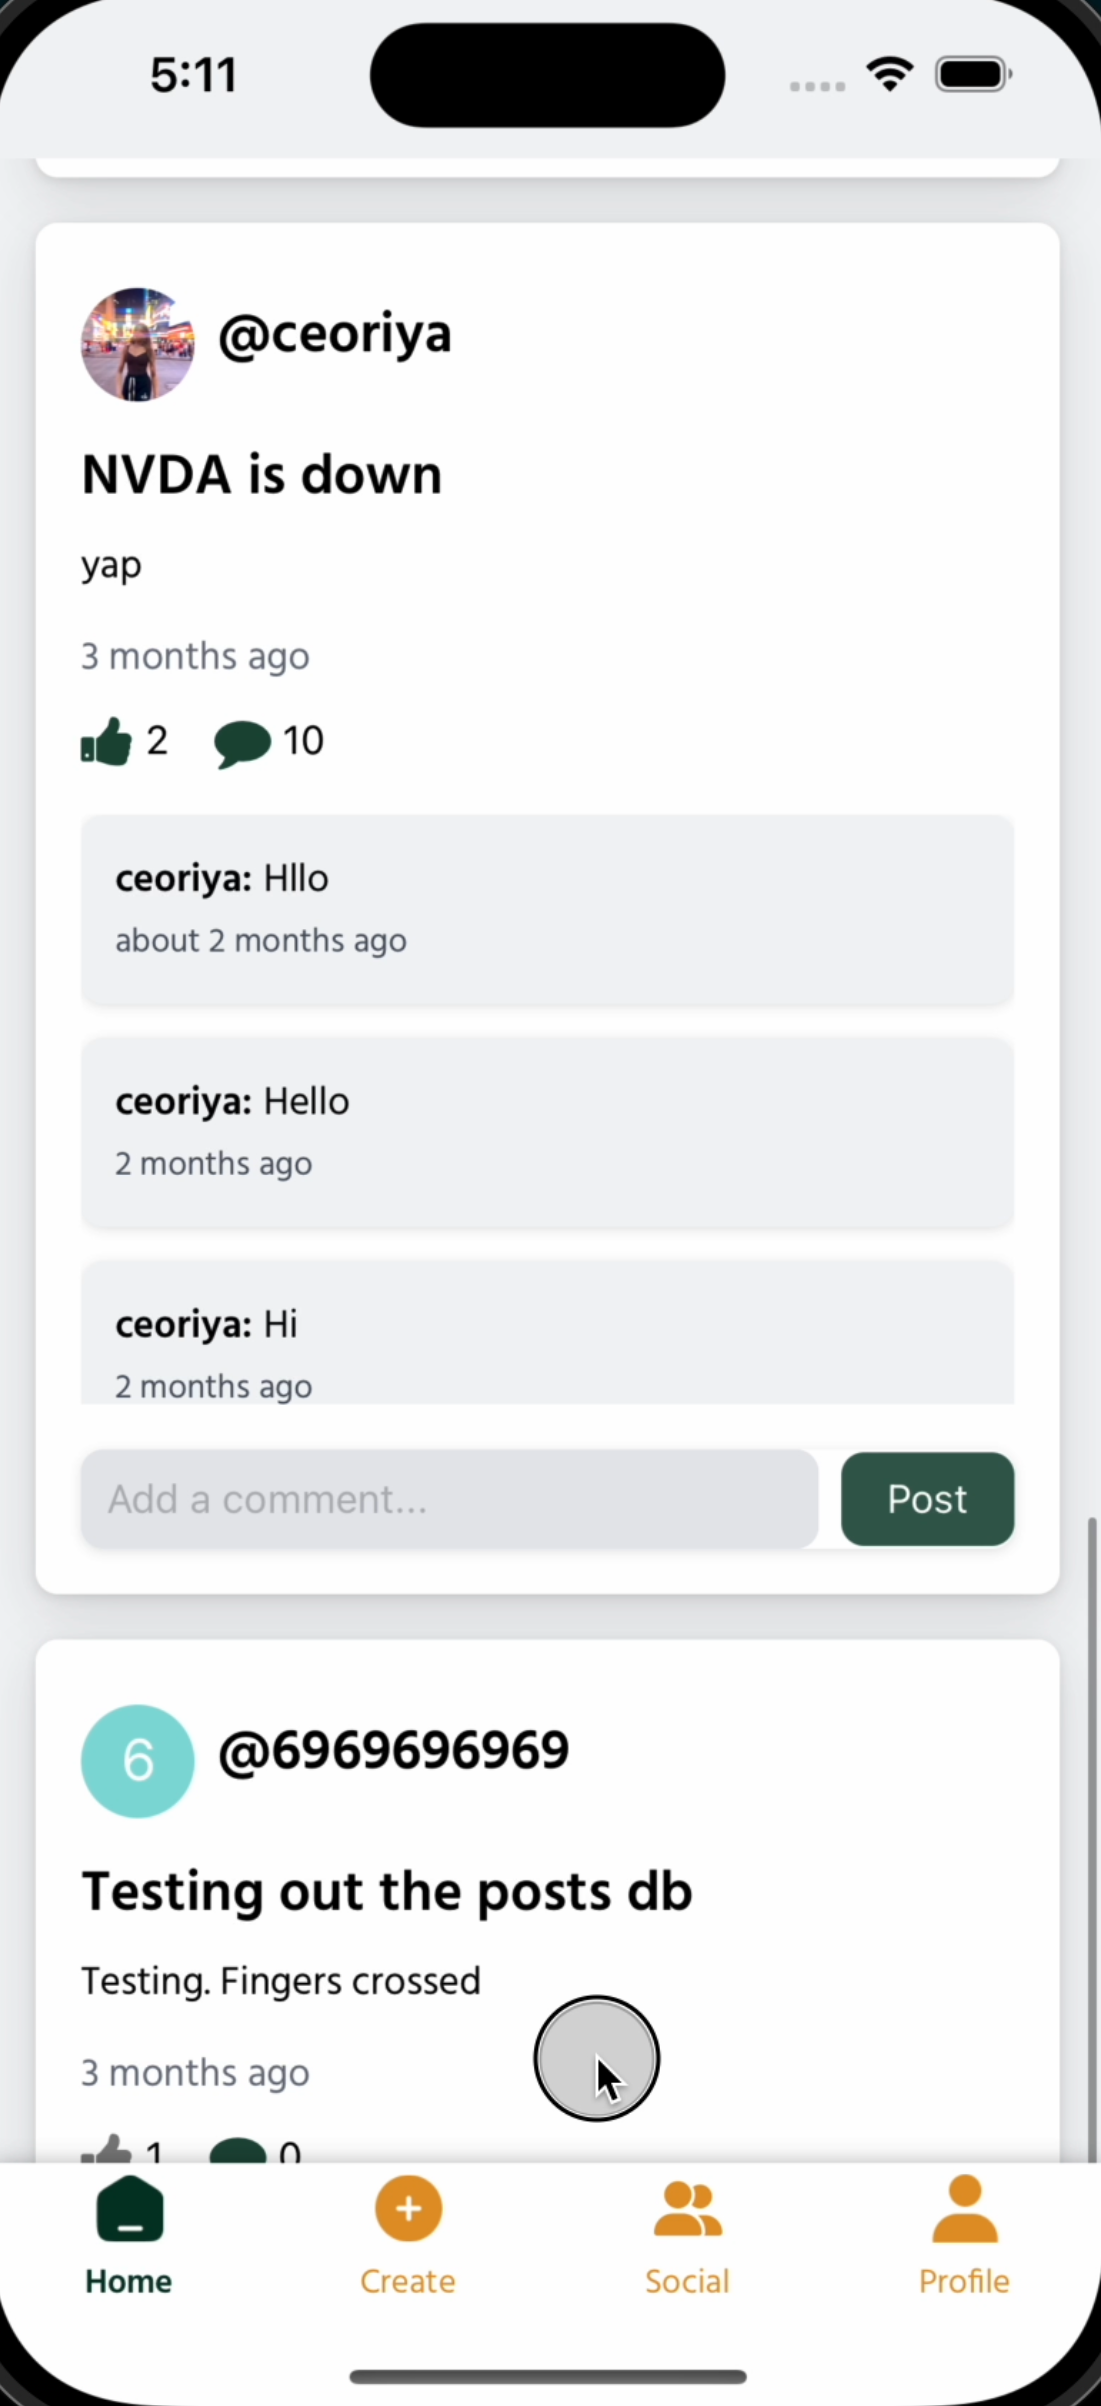 5:11
@ceoriya
NVDA is down
yap
3 months ago
2 10
ceoriya: Hllo
about 2 months ago
ceoriya: Hello
2 months ago
ceoriya: Hi
2 months ago
Add a comment...
Post
6 @6969696969
Testing out the posts db
Testing. Fingers crossed
3 months ago
1 0
Home Create Social Profile